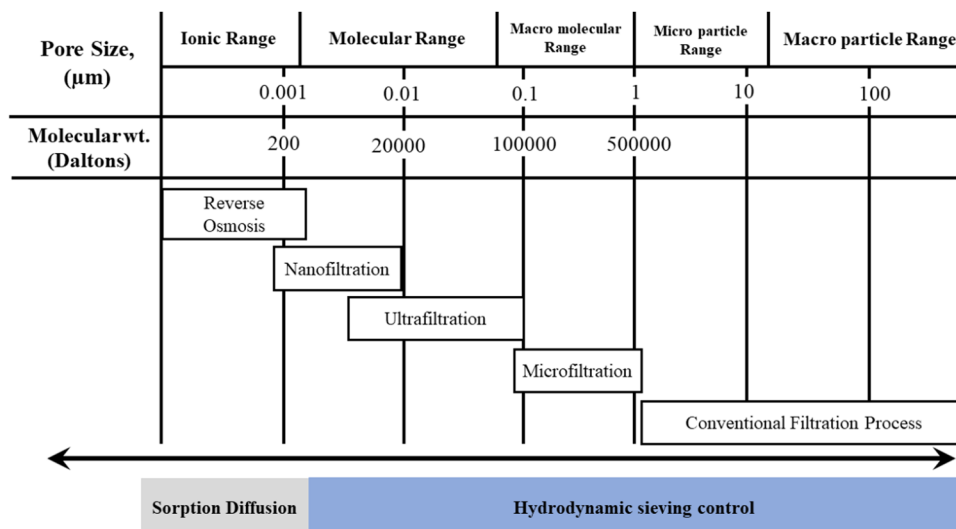 Pore Size,
(µm)
Ionic Range
Molecular Range
Macro molecular
Range
Micro particle
Range
Macro particle Range
0.001
0.01
0.1
1
10
100
Molecular wt.
(Daltons)
200
20000
100000
500000
Reverse
Osmosis
Nanofiltration
Ultrafiltration
Microfiltration
Conventional Filtration Process
Sorption Diffusion
Hydrodynamic sieving control